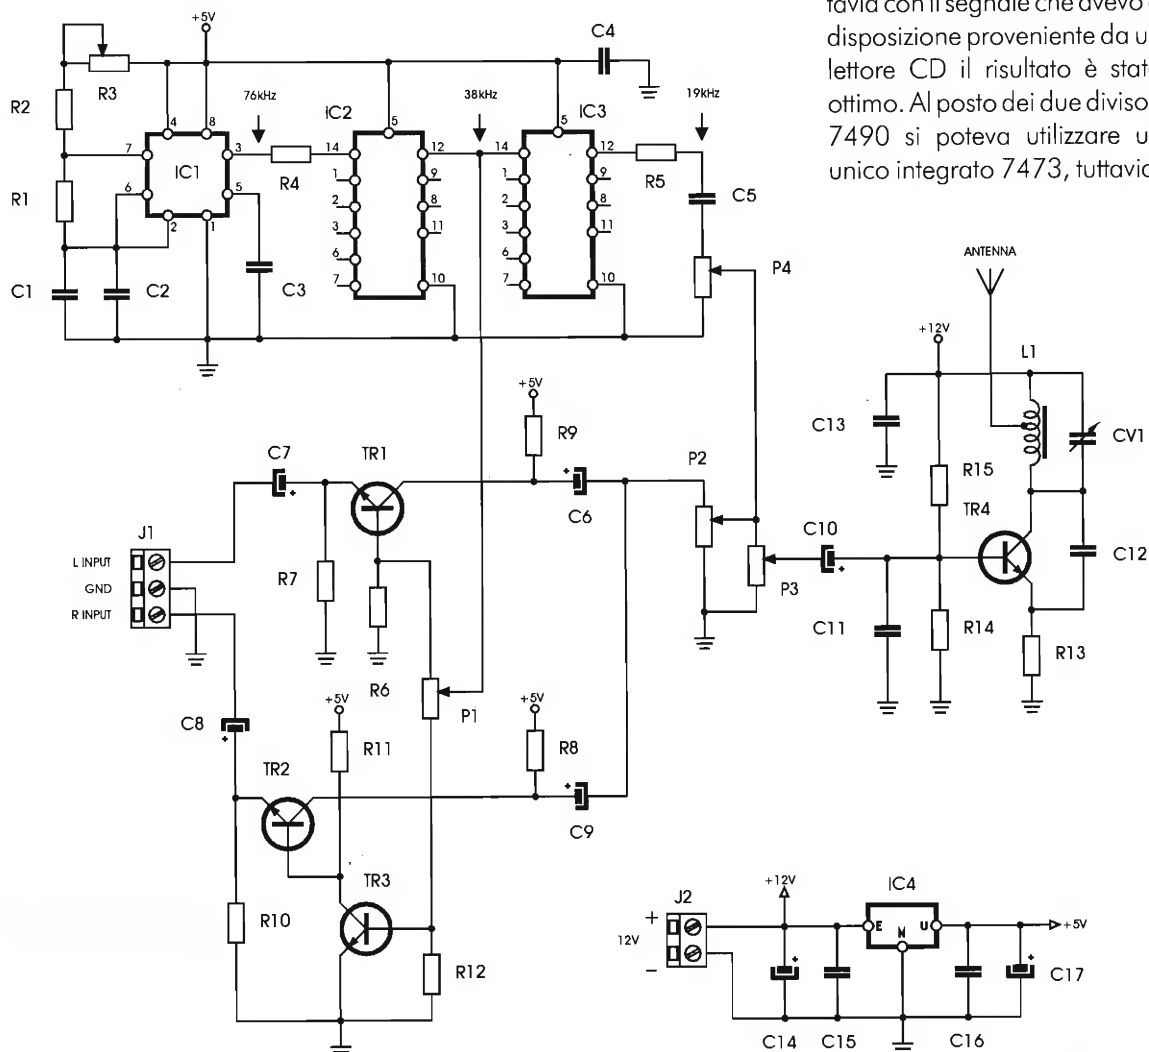 tavia con il segnale che avevo
disposizione proveniente da
lettore CD il risultato è
ottimo. Al posto dei due
7490 si poteva utilizzare
unico integrato 7473, tuttavia
+5V
R3
R2
R1
C1
C2
C3
4
8
7
3
6
5
2
1
IC1
76kHz
R4
IC2
5
14
12
1
9
2
8
3
11
6
7
10
38kHz
C4
IC3
5
14
12
1
9
2
8
3
11
6
7
10
19kHz
R5
C5
P4
ANTENNA
+12V
L1
C13
CV1
R15
TR4
C12
C10
+
C11
R14
R13
P2
P3
+5V
R9
C7
+
TR1
+
C6
J1
L INPUT
GND
R INPUT
R7
R6
P1
C8
+
+5V
R11
+5V
R8
TR2
+
C9
TR3
R10
R12
J2
+
12V
−
+12V
IC4
E
M
U
+5V
+
C14
C15
C16
+
C17